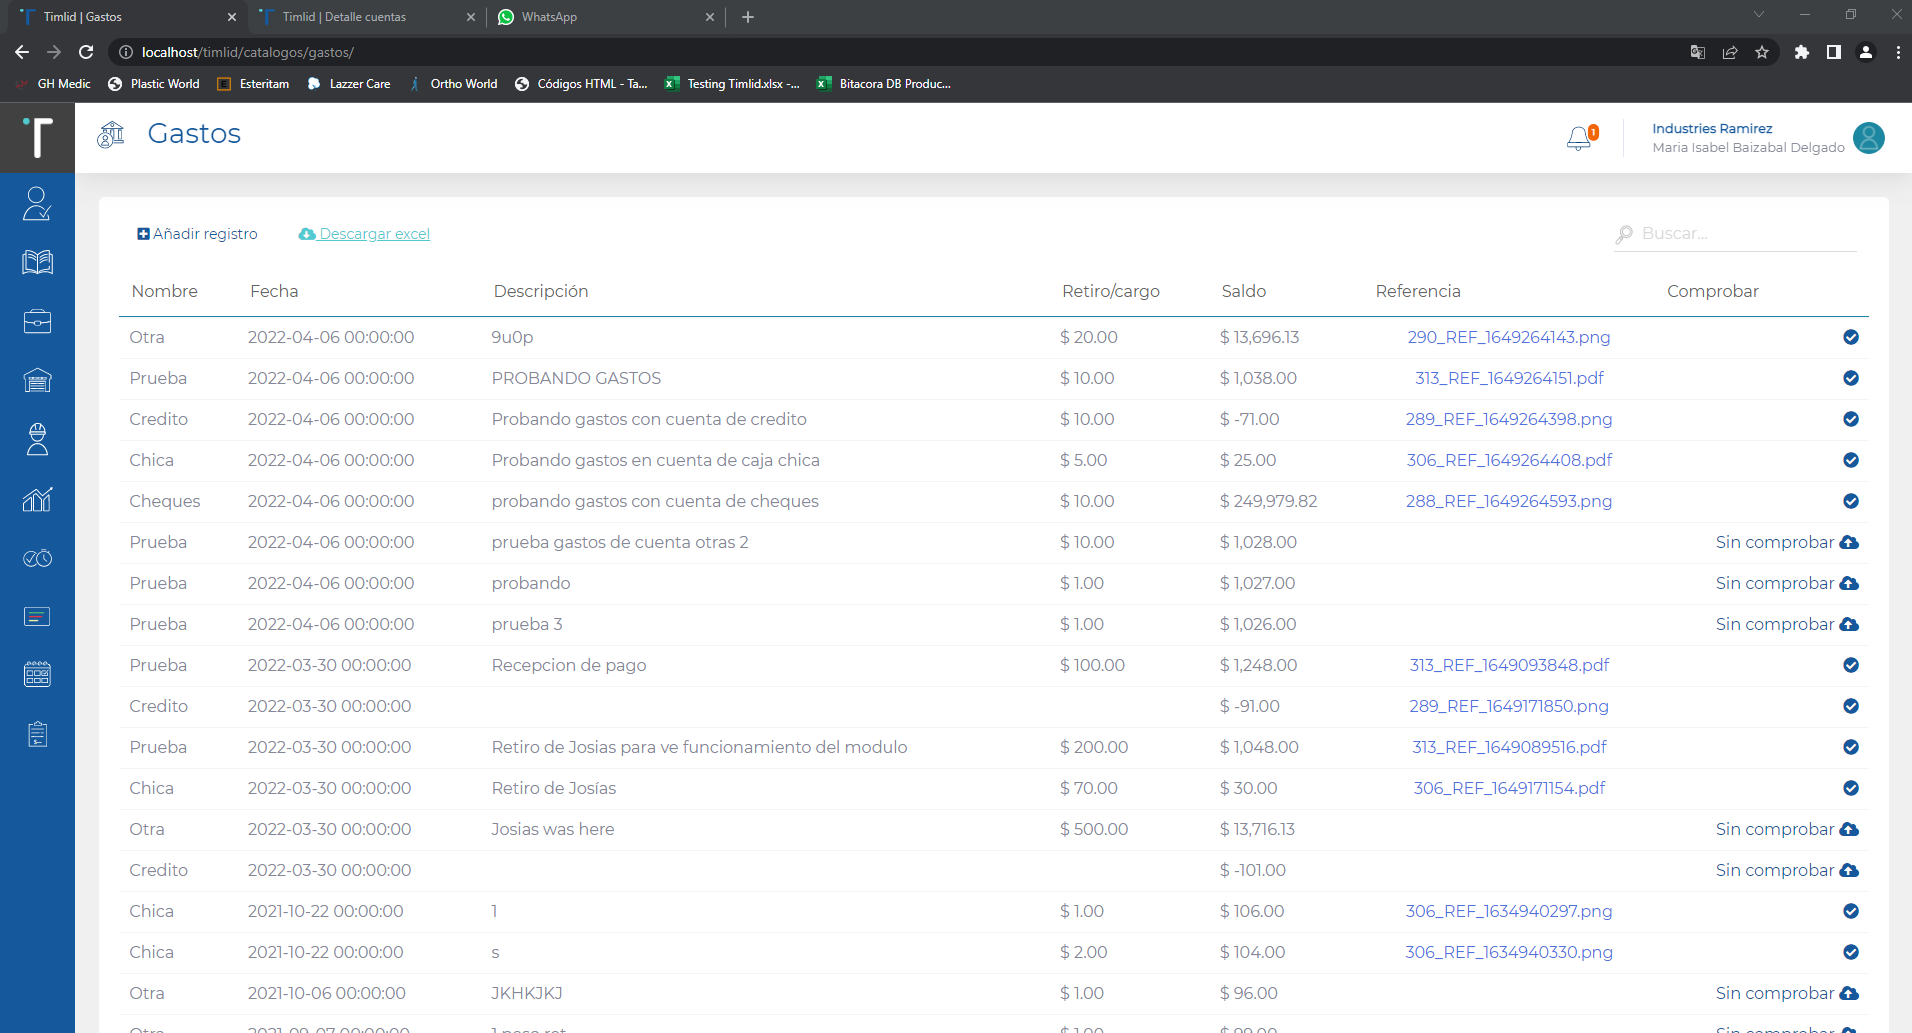 Timlid | Gastos
Timlid | Detalle cuentas
WhatsApp
localhost/timlid/catalogos/gastos/
GH Medic
Plastic World
Esteritam
Lazzer Care
Ortho World
Códigos HTML - Ta...
Testing Timlid.xlsx -...
Bitacora DB Produc...
T
Gastos
1
Industries Ramirez
Maria Isabel Baizabal Delgado
Añadir registro
Descargar excel
Buscar...
Nombre Fecha Descripción Retiro/cargo Saldo Referencia Comprobar
Otra 2022-04-06 00:00:00 9u0p $ 20.00 $ 13,696.13 290_REF_1649264143.png
Prueba 2022-04-06 00:00:00 PROBANDO GASTOS $ 10.00 $ 1,038.00 313_REF_1649264151.pdf
Credito 2022-04-06 00:00:00 Probando gastos con cuenta de credito $ 10.00 $ -71.00 289_REF_1649264398.png
Chica 2022-04-06 00:00:00 Probando gastos en cuenta de caja chica $ 5.00 $ 25.00 306_REF_1649264408.pdf
Cheques 2022-04-06 00:00:00 probando gastos con cuenta de cheques $ 10.00 $ 249,979.82 288_REF_1649264593.png
Prueba 2022-04-06 00:00:00 prueba gastos de cuenta otras 2 $ 10.00 $ 1,028.00 Sin comprobar
Prueba 2022-04-06 00:00:00 probando $ 1.00 $ 1,027.00 Sin comprobar
Prueba 2022-04-06 00:00:00 prueba 3 $ 1.00 $ 1,026.00 Sin comprobar
Prueba 2022-03-30 00:00:00 Recepcion de pago $ 100.00 $ 1,248.00 313_REF_1649093848.pdf
Credito 2022-03-30 00:00:00 $ -91.00 289_REF_1649171850.png
Prueba 2022-03-30 00:00:00 Retiro de Josias para ve funcionamiento del modulo $ 200.00 $ 1,048.00 313_REF_1649089516.pdf
Chica 2022-03-30 00:00:00 Retiro de Josías $ 70.00 $ 30.00 306_REF_1649171154.pdf
Otra 2022-03-30 00:00:00 Josias was here $ 500.00 $ 13,716.13 Sin comprobar
Credito 2022-03-30 00:00:00 $ -101.00 Sin comprobar
Chica 2021-10-22 00:00:00 1 $ 1.00 $ 106.00 306_REF_1634940297.png
Chica 2021-10-22 00:00:00 s $ 2.00 $ 104.00 306_REF_1634940330.png
Otra 2021-10-06 00:00:00 JKHKJKJ $ 1.00 $ 96.00 Sin comprobar
Otra 2021-09-07 00:00:00 1 peso ret $ 1.00 $ 99.00 Sin comprobar